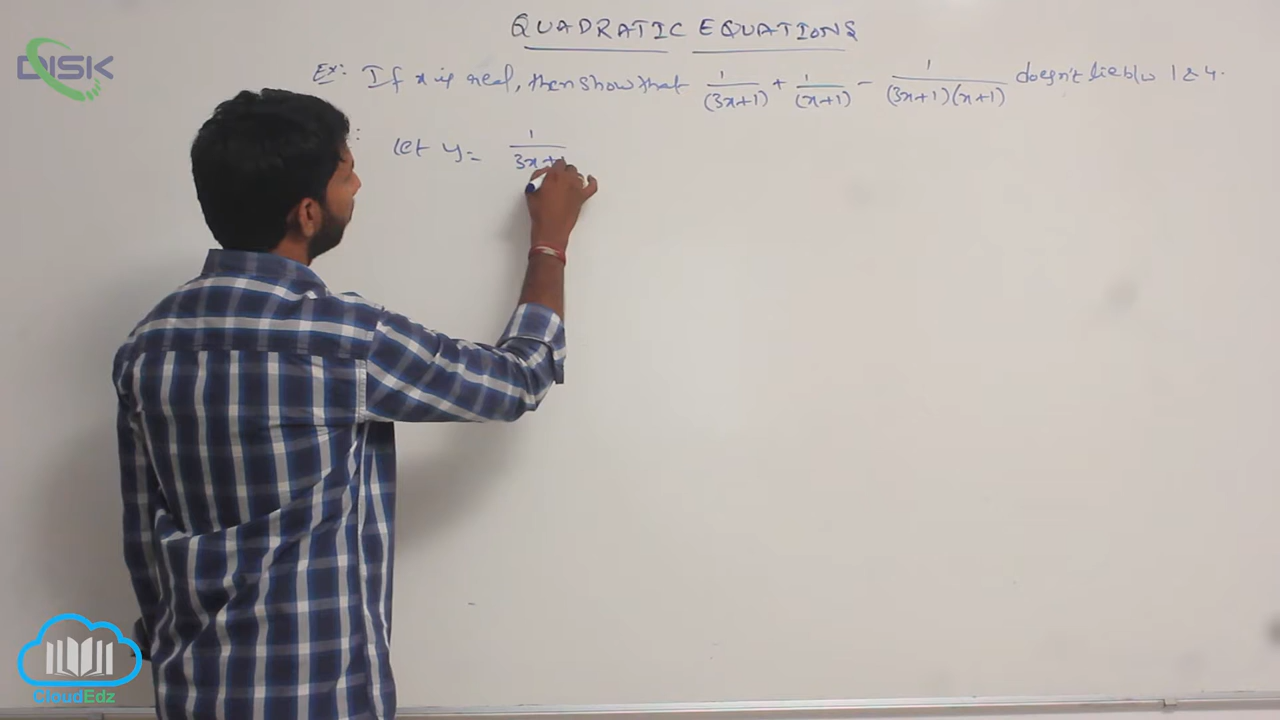 DISK
QUADRATIC EQUATIONS
Ex: If x is real, then show that 1/(3x+1) + 1/(x+1) - 1/(3x+1)(x+1) doesn't lie b/w 1 & 4.
: let y = 1/3x+
CloudEdz